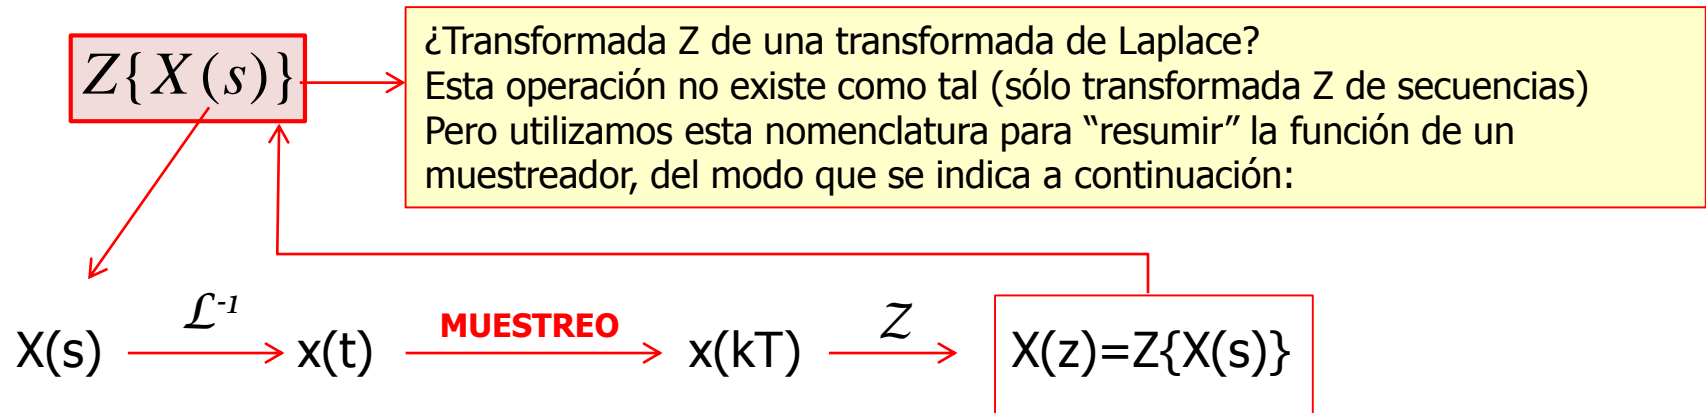 Z{X(s)}
¿Transformada Z de una transformada de Laplace?
Esta operación no existe como tal (sólo transformada Z de secuencias)
Pero utilizamos esta nomenclatura para “resumir” la función de un
muestreador, del modo que se indica a continuación:
X(s) ℒ-1 x(t) MUESTREO x(kT) Z X(z)=Z{X(s)}